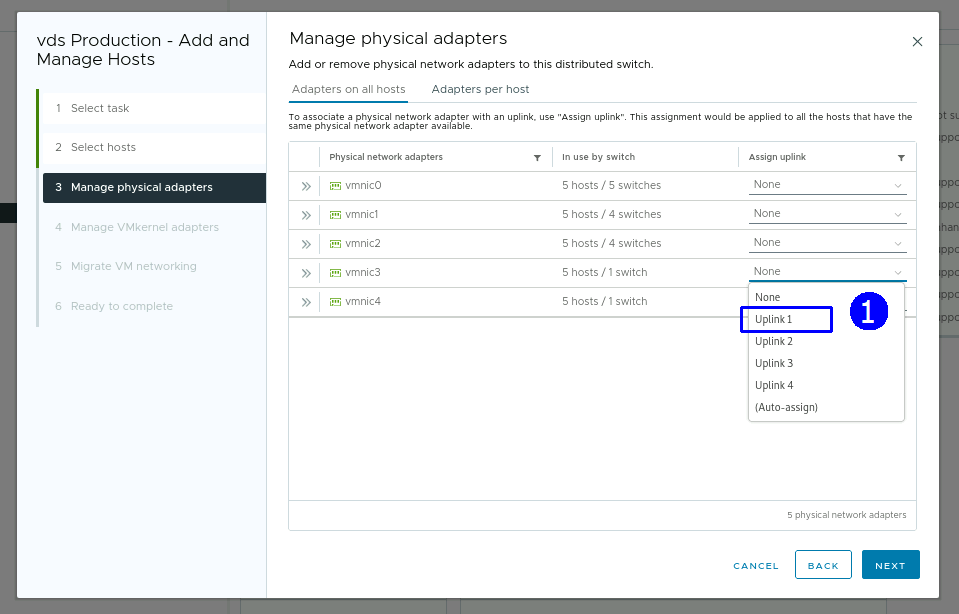 vds Production - Add and
Manage Hosts
1 Select task
2 Select hosts
3 Manage physical adapters
4 Manage VMkernel adapters
5 Migrate VM networking
6 Ready to complete
Manage physical adapters
Add or remove physical network adapters to this distributed switch.
Adapters on all hosts Adapters per host
To associate a physical network adapter with an uplink, use "Assign uplink". This assignment would be applied to all the hosts that have the
same physical network adapter available.
Physical network adapters In use by switch Assign uplink
vmnic0 5 hosts / 5 switches None
vmnic1 5 hosts / 4 switches None
vmnic2 5 hosts / 4 switches None
vmnic3 5 hosts / 1 switch None
vmnic4 5 hosts / 1 switch
None
Uplink 1
1
Uplink 2
Uplink 3
Uplink 4
(Auto-assign)
5 physical network adapters
CANCEL BACK NEXT